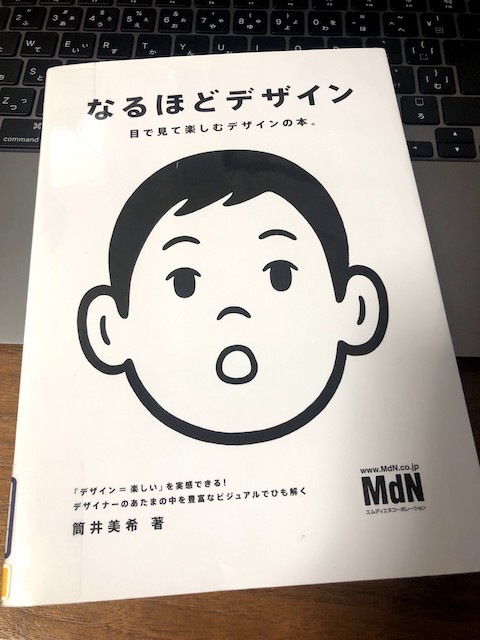 なるほどデザイン
目で見て楽しむデザインの本。
「デザイン＝楽しい」を実感できる！
デザイナーのあたまの中を豊富なビジュアルでひも解く
筒井美希 著
www.MdN.co.jp
MdN
エムディエヌコーポレーション
command